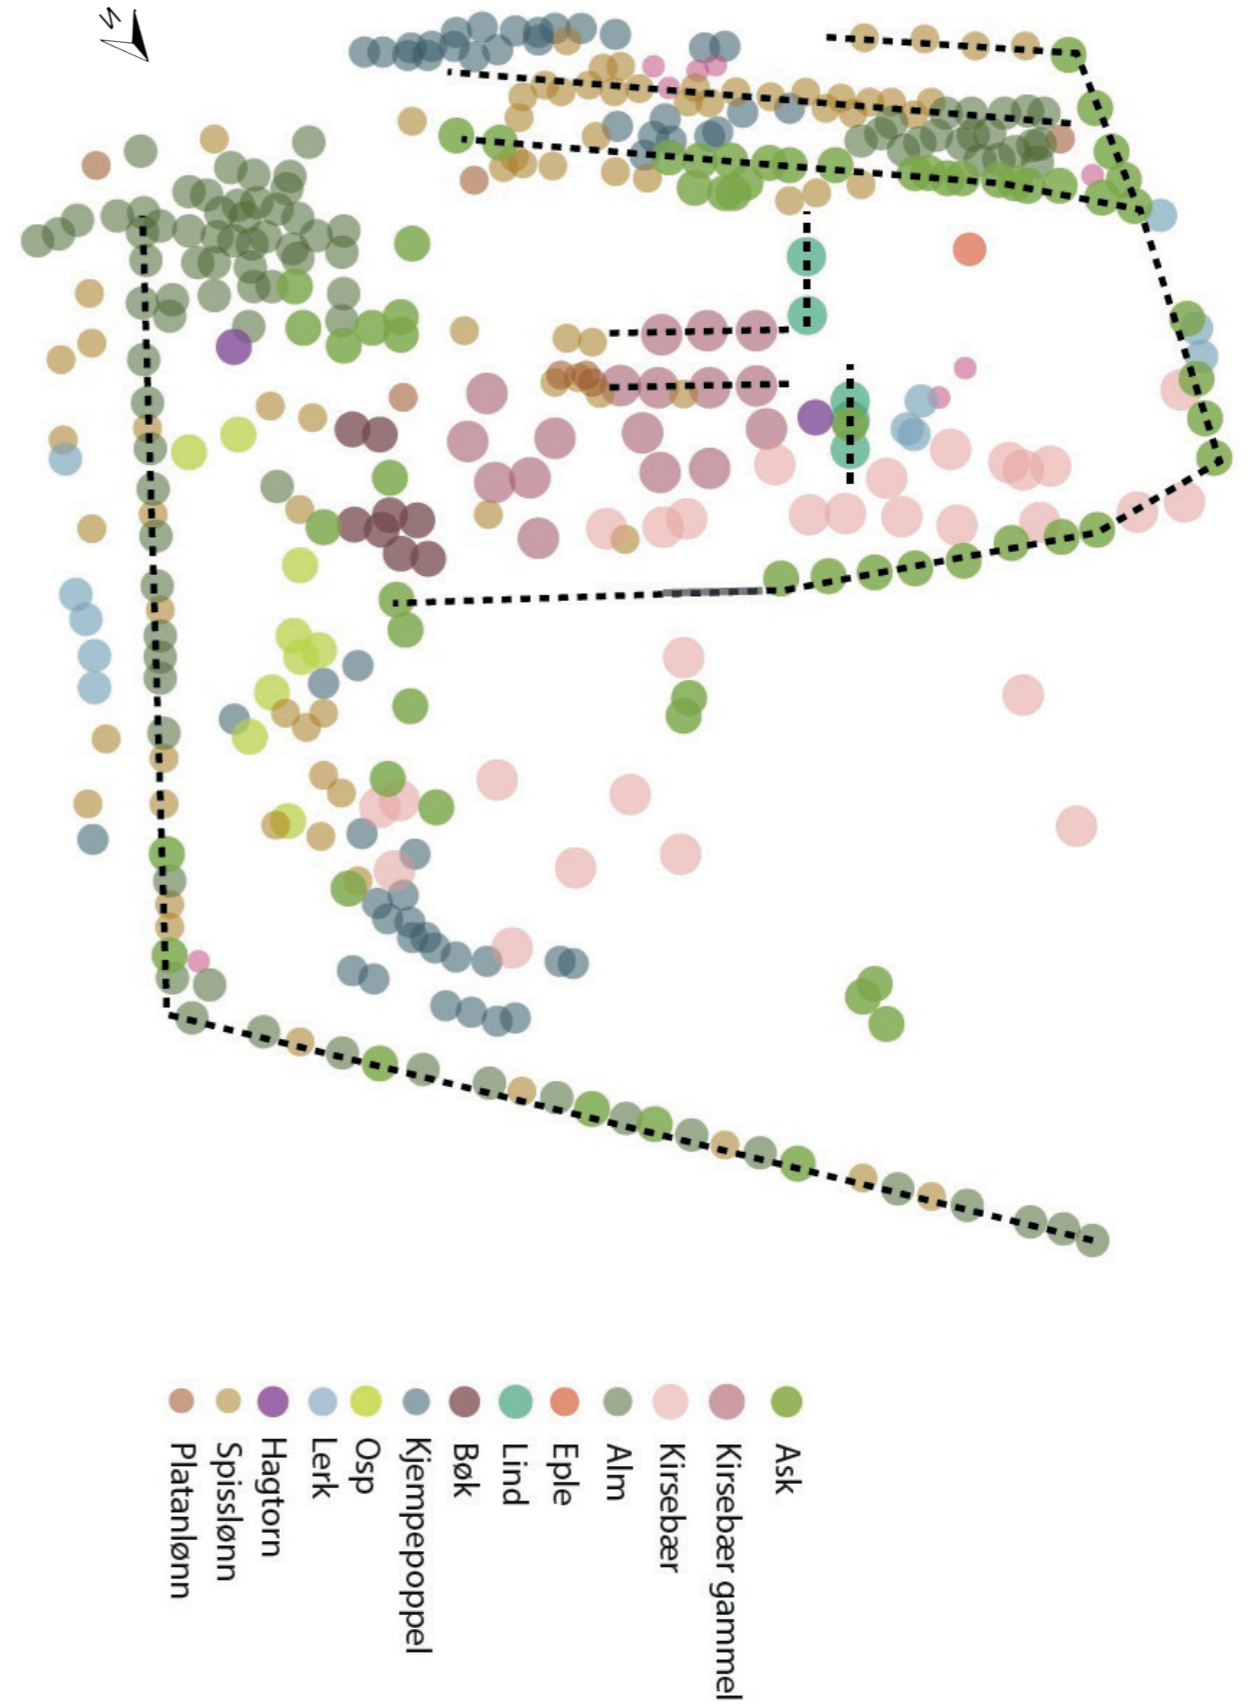 N
Ask
Kirsebær gammel
Kirsebær
Alm
Eple
Lind
Bøk
Kjempepoppel
Osp
Lerk
Hagtorn
Spisslønn
Platanlønn